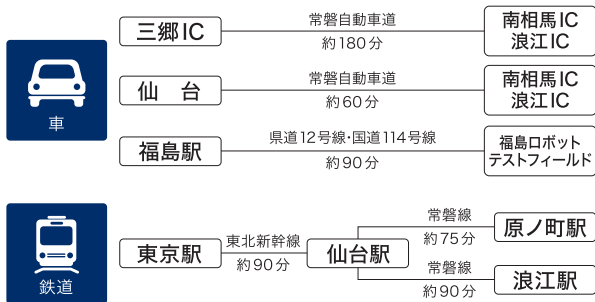 車
三郷IC
常磐自動車道
約180分
南相馬IC
浪江IC
仙　台
常磐自動車道
約60分
南相馬IC
浪江IC
福島駅
県道12号線・国道114号線
約90分
福島ロボット
テストフィールド
鉄道
東京駅
東北新幹線
約90分
仙台駅
常磐線
約75分
原ノ町駅
常磐線
約90分
浪江駅